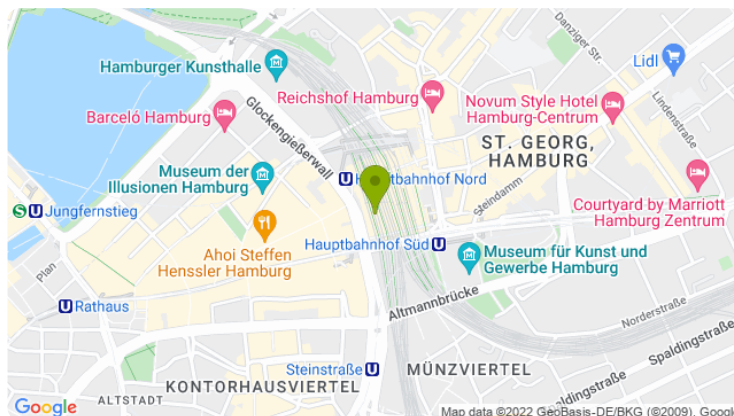 Danziger Str.
Hamburger Kunsthalle
Lidl
Reichshof Hamburg
Novum Style Hotel
Hamburg-Centrum
Barceló Hamburg
Glockengießerwall
Lindenstraße
ST. GEORG,
HAMBURG
Museum der
Illusionen Hamburg
U H
tbahnhof Nord
Steindamm
Courtyard by Marriott
Hamburg Zentrum
S U Jungfernstieg
Ahoi Steffen
Henssler Hamburg
Hauptbahnhof Süd U
Museum für Kunst und
Gewerbe Hamburg
Plan
U Rathaus
Altmannbrücke
Norderstraße
Spaldingstraße
Steinstraße U
MÜNZVIERTEL
KONTORHAUSVIERTEL
Spaldingstraße
ALTSTADT
Google
Map data ©2022 GeoBasis-DE/BKG (©2009), Google